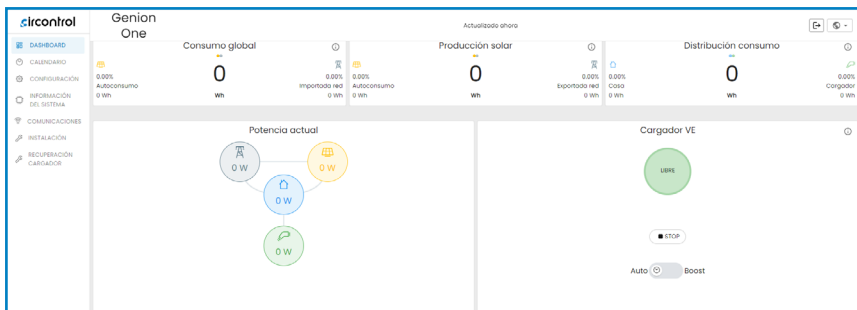 circontrol
Genion
One
Actualizado ahora
DASHBOARD
CALENDARIO
CONFIGURACIÓN
INFORMACIÓN
DEL SISTEMA
COMUNICACIONES
INSTALACIÓN
RECUPERACIÓN
CARGADOR
Consumo global
0
0.00%
Autoconsumo
0 Wh
Wh
0.00%
Importada red
0 Wh
Producción solar
0
0.00%
Autoconsumo
0 Wh
Wh
0.00%
Exportada red
0 Wh
Distribución consumo
0
0.00%
Casa
0 Wh
Wh
0.00%
Cargador
0 Wh
Potencia actual
0 W
0 W
0 W
0 W
Cargador VE
LIBRE
STOP
Auto Boost